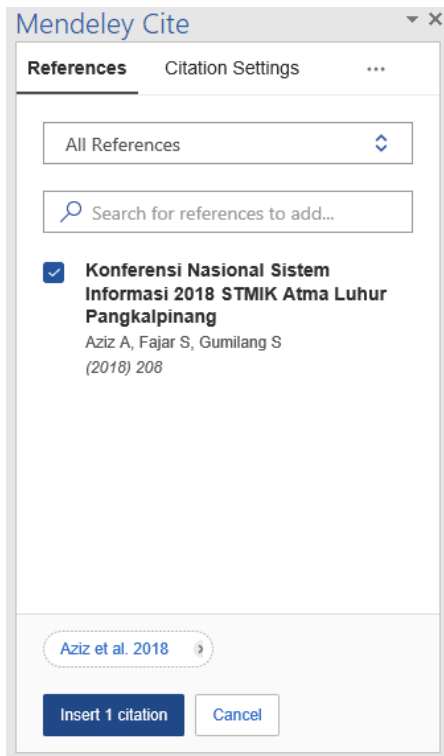 Mendeley Cite
References Citation Settings ...
All References
Search for references to add...
Konferensi Nasional Sistem
Informasi 2018 STMIK Atma Luhur
Pangkalpinang
Aziz A, Fajar S, Gumilang S
(2018) 208
Aziz et al. 2018
Insert 1 citation Cancel